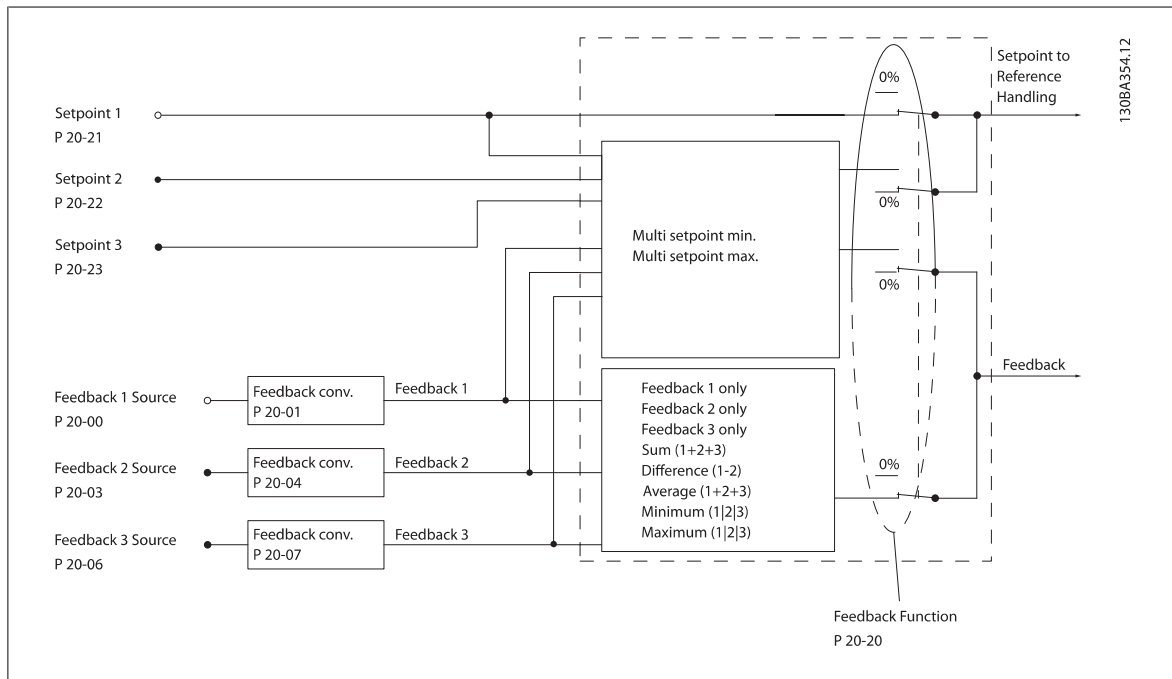 130BA354.12
Setpoint to
Reference
Handling
0%
Setpoint 1
P 20-21
Setpoint 2
P 20-22
0%
Setpoint 3
P 20-23
Multi setpoint min.
Multi setpoint max.
0%
Feedback
Feedback 1 Source
P 20-00
Feedback conv.
P 20-01
Feedback 1
Feedback 2 Source
P 20-03
Feedback conv.
P 20-04
Feedback 2
Feedback 3 Source
P 20-06
Feedback conv.
P 20-07
Feedback 3
Feedback 1 only
Feedback 2 only
Feedback 3 only
Sum (1+2+3)
Difference (1-2)
Average (1+2+3)
Minimum (1|2|3)
Maximum (1|2|3)
0%
Feedback Function
P 20-20